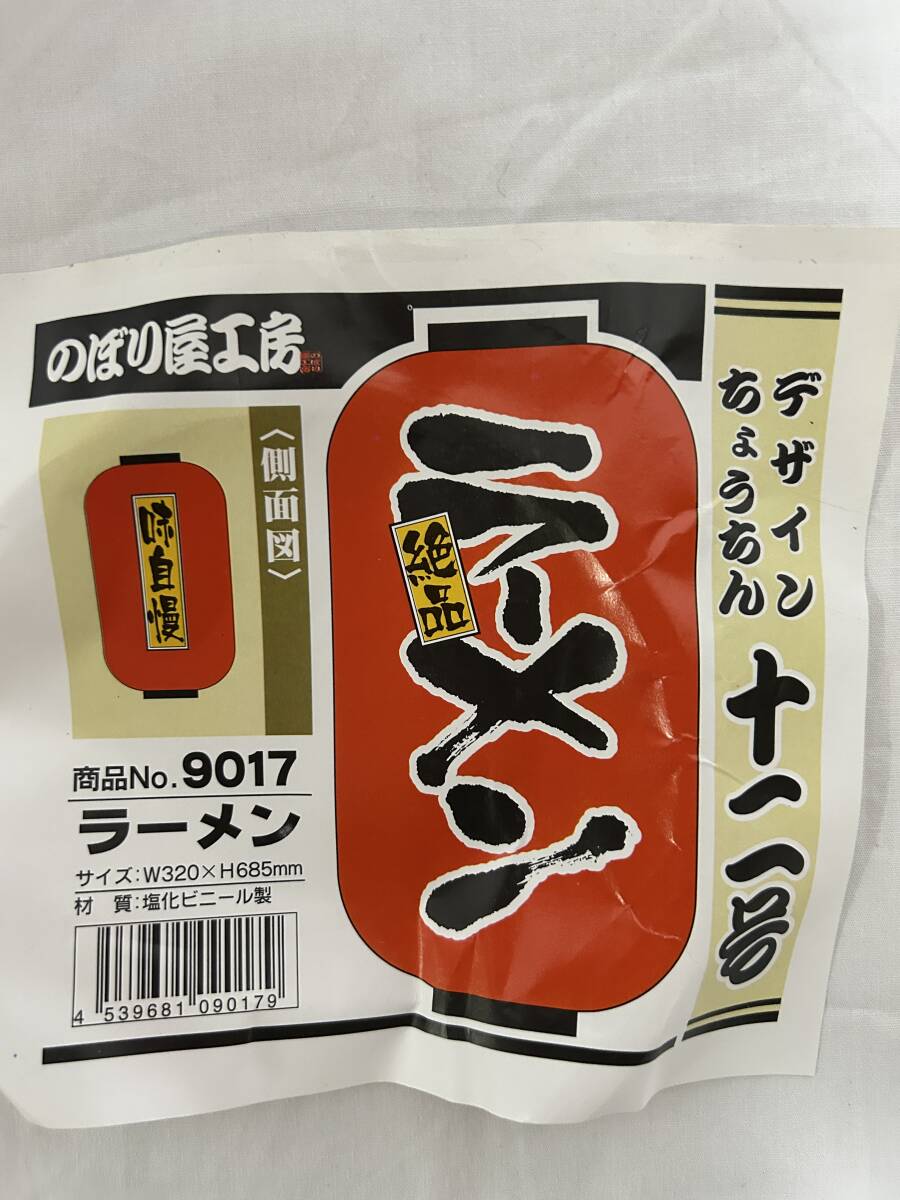 のぼり屋工房
〈側面図〉
味自慢
商品No.9017
ラーメン
サイズ:W320×H685mm
材　質:塩化ビニール製
4 539681 090179
ラーメン
絶品
デザイン
ちょうちん
十二号